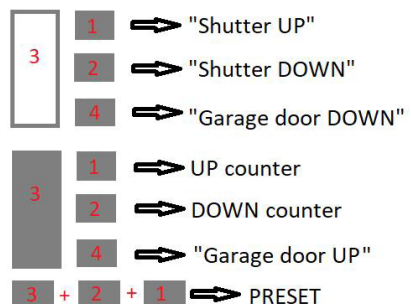 1 "Shutter UP"
3
2 "Shutter DOWN"
4 "Garage door DOWN"
1 UP counter
3
2 DOWN counter
4 "Garage door UP"
3 + 2 + 1 PRESET